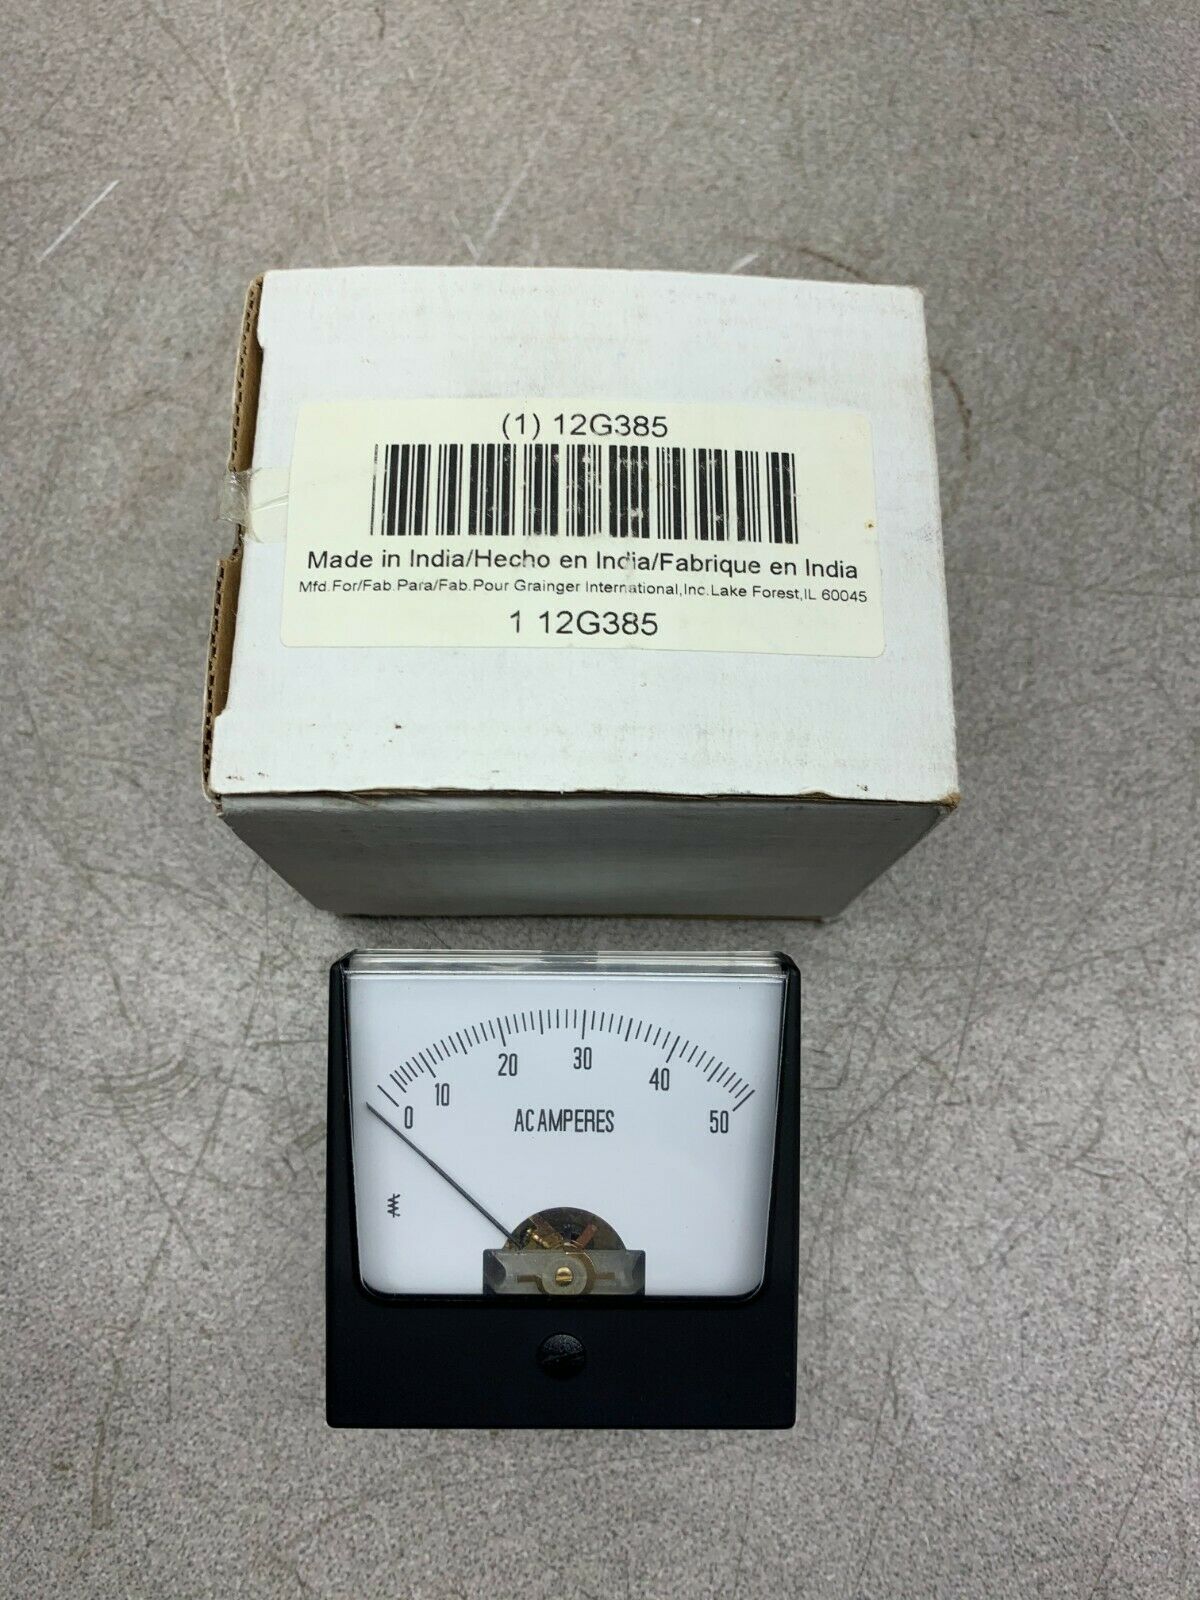 (1) 12G385
Made in India/Hecho en India/Fabrique en India
Mfd.For/Fab.Para/Fab.Pour Grainger International,Inc.Lake Forest,IL 60045
1 12G385
0 10 20 30 40 50
AC AMPERES